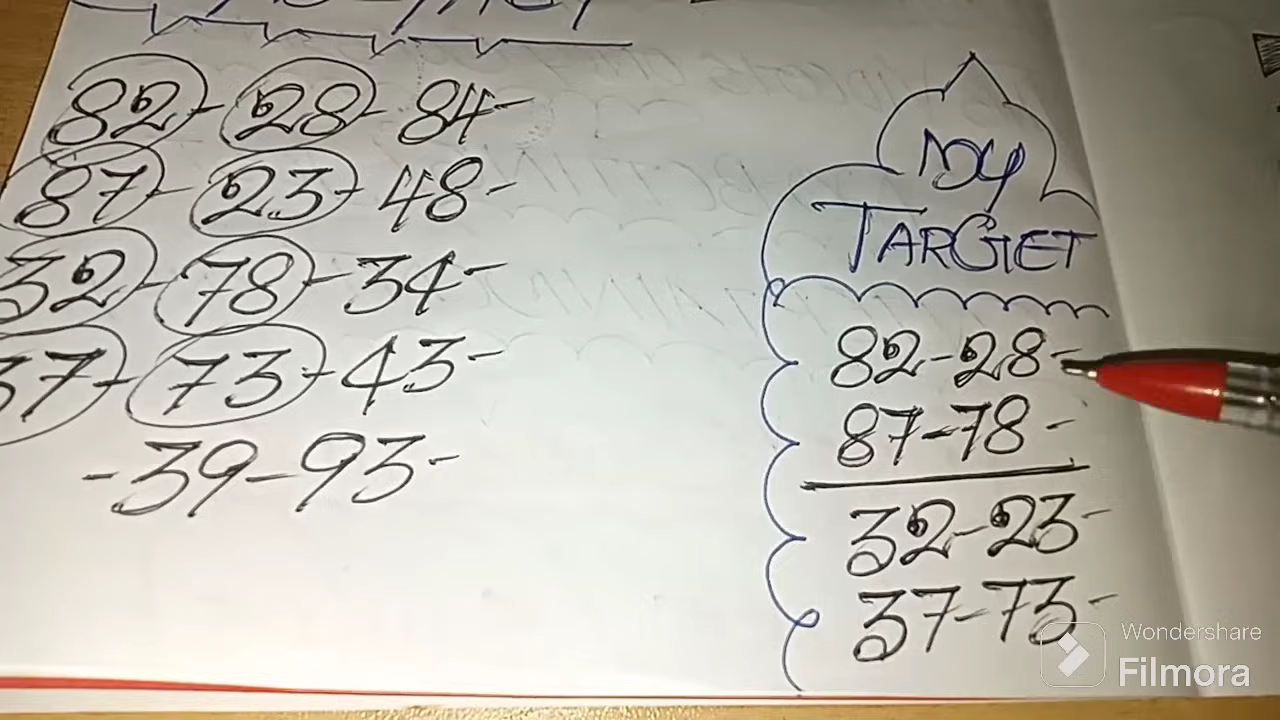 82- 28- 84-
87- 23- 48-
32- 78- 34-
37- 73- 43-
-39-93-
My
TARGET
82-28-
87-78-
32-23-
37-73-
Wondershare
Filmora